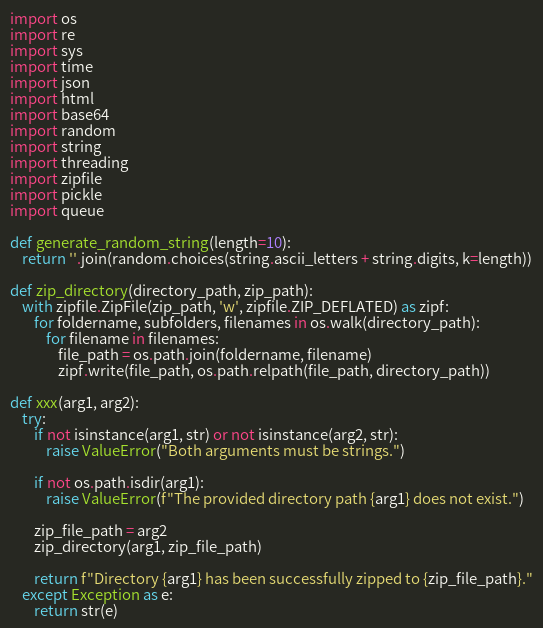 import os
import re
import sys
import time
import json
import html
import base64
import random
import string
import threading
import zipfile
import pickle
import queue

def generate_random_string(length=10):
    return ''.join(random.choices(string.ascii_letters + string.digits, k=length))

def zip_directory(directory_path, zip_path):
    with zipfile.ZipFile(zip_path, 'w', zipfile.ZIP_DEFLATED) as zipf:
        for foldername, subfolders, filenames in os.walk(directory_path):
            for filename in filenames:
                file_path = os.path.join(foldername, filename)
                zipf.write(file_path, os.path.relpath(file_path, directory_path))

def xxx(arg1, arg2):
    try:
        if not isinstance(arg1, str) or not isinstance(arg2, str):
            raise ValueError("Both arguments must be strings.")

        if not os.path.isdir(arg1):
            raise ValueError(f"The provided directory path {arg1} does not exist.")

        zip_file_path = arg2
        zip_directory(arg1, zip_file_path)

        return f"Directory {arg1} has been successfully zipped to {zip_file_path}."
    except Exception as e:
        return str(e)